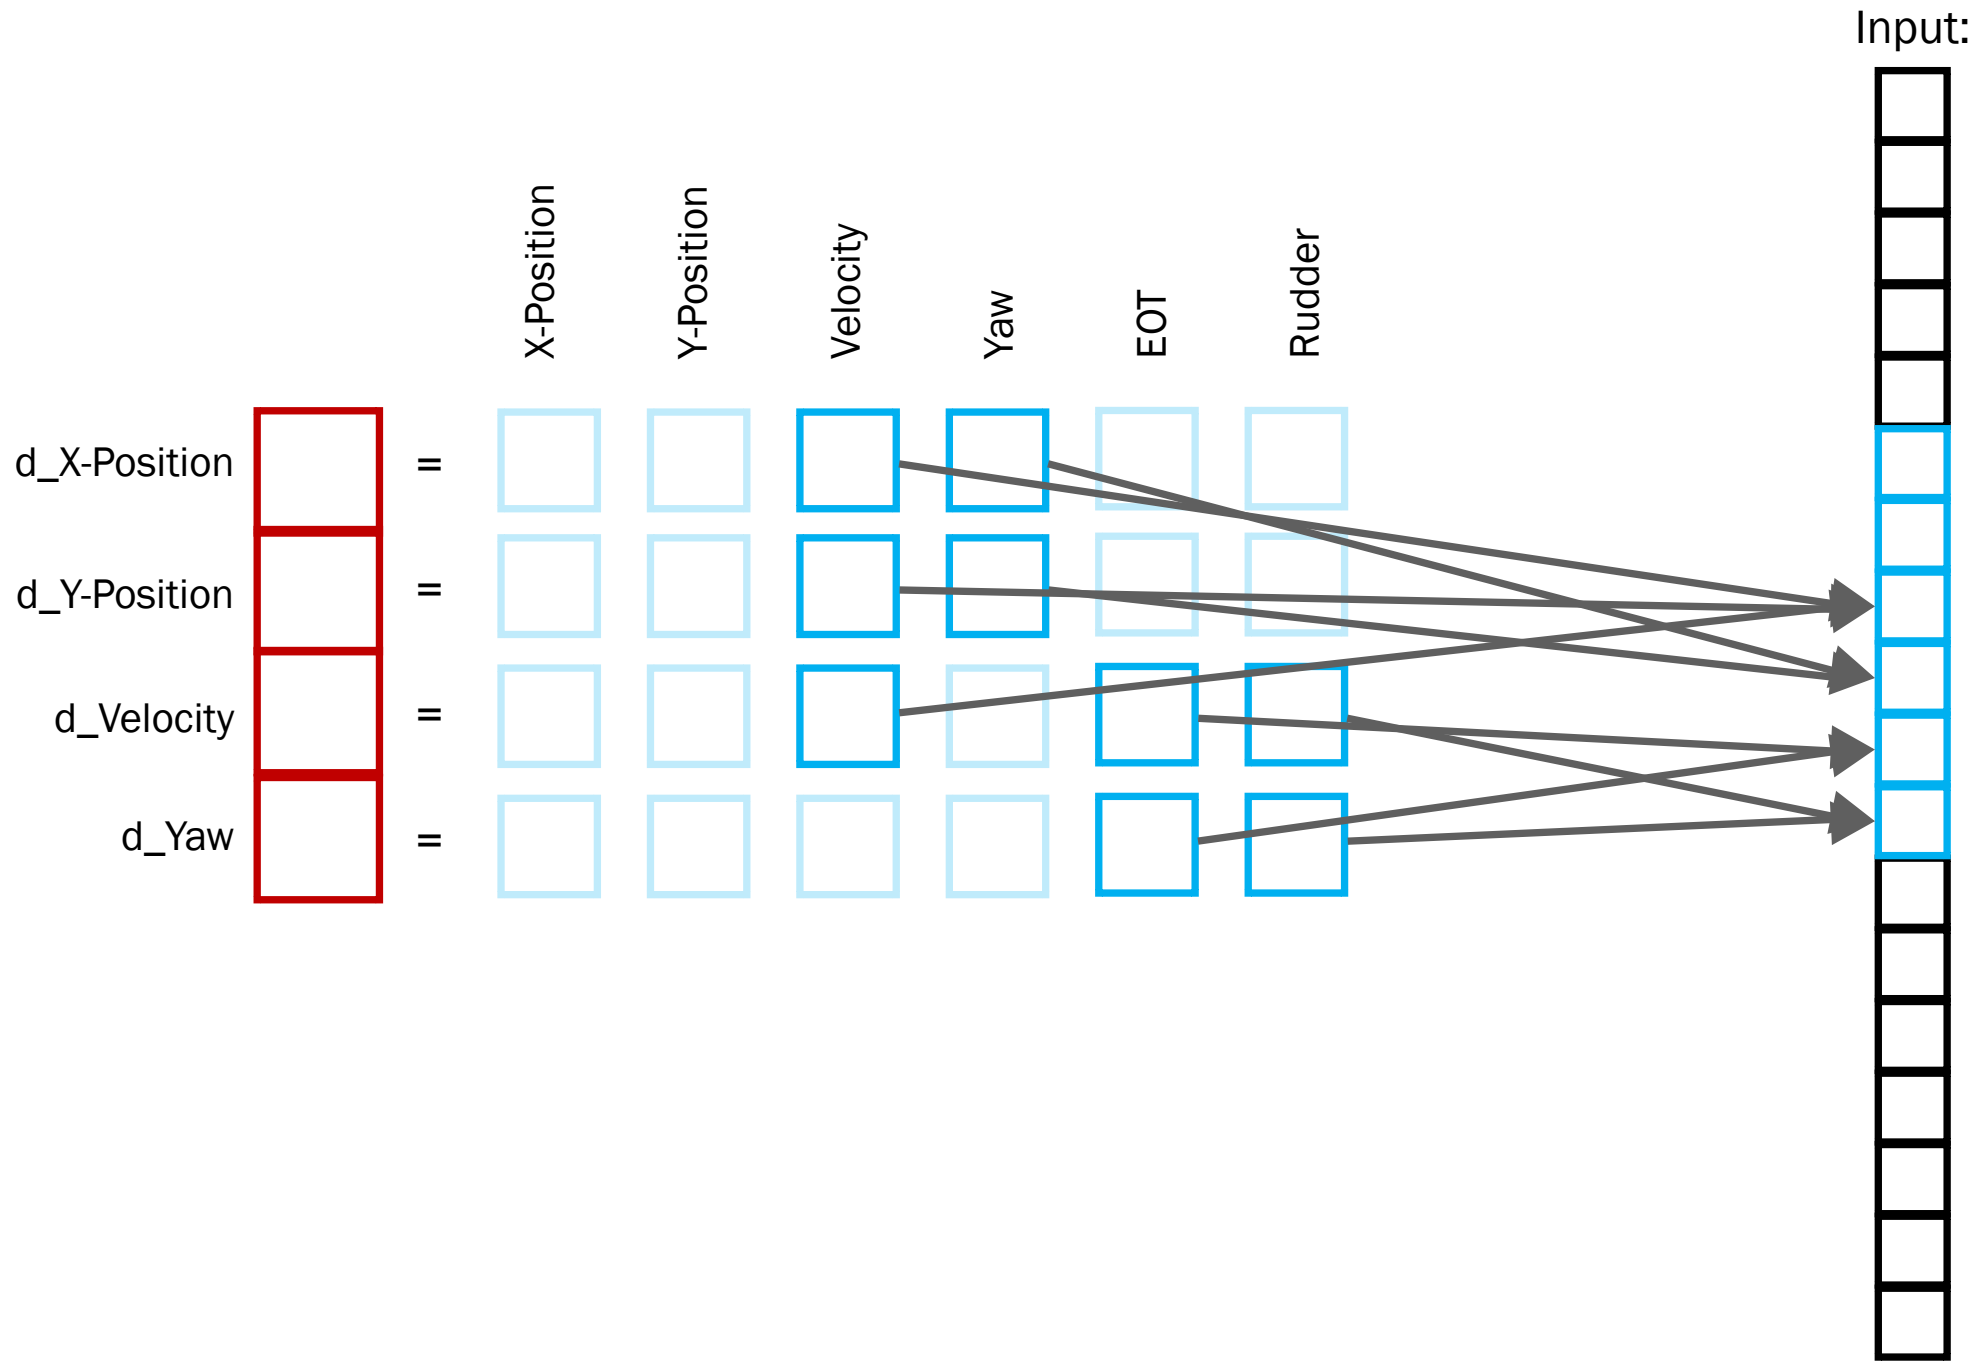 Input:
X-Position
Y-Position
Velocity
Yaw
EOT
Rudder
d_X-Position =
d_Y-Position =
d_Velocity =
d_Yaw =